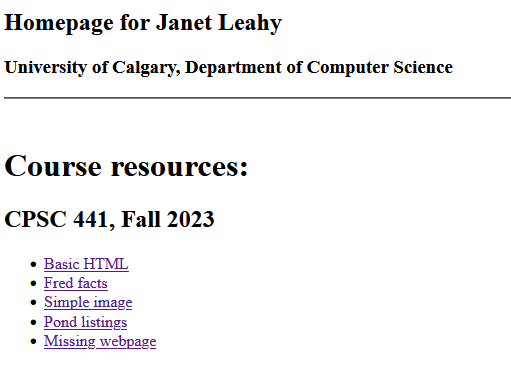 Homepage for Janet Leahy
University of Calgary, Department of Computer Science
Course resources:
CPSC 441, Fall 2023
Basic HTML
Fred facts
Simple image
Pond listings
Missing webpage